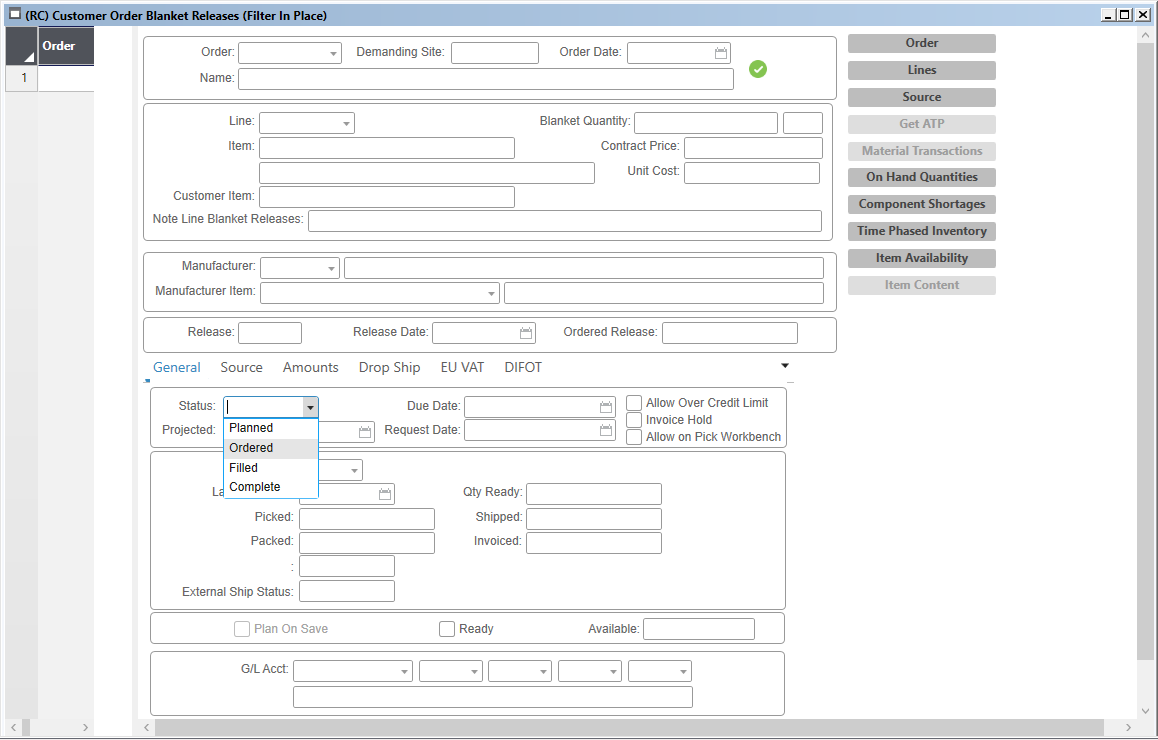 (RC) Customer Order Blanket Releases (Filter In Place)
Order
1
Order: Demanding Site: Order Date:
Name:
Line: Blanket Quantity:
Item: Contract Price:
Unit Cost:
Customer Item:
Note Line Blanket Releases:
Manufacturer:
Manufacturer Item:
Release: Release Date: Ordered Release:
General Source Amounts Drop Ship EU VAT DIFOT
Status: Due Date: Allow Over Credit Limit
Invoice Hold
Projected: Request Date: Allow on Pick Workbench
Planned
Ordered
Filled
Complete
La
Qty Ready:
Picked: Shipped:
Packed: Invoiced:
:
External Ship Status:
Plan On Save Ready Available:
G/L Acct:
Order
Lines
Source
Get ATP
Material Transactions
On Hand Quantities
Component Shortages
Time Phased Inventory
Item Availability
Item Content